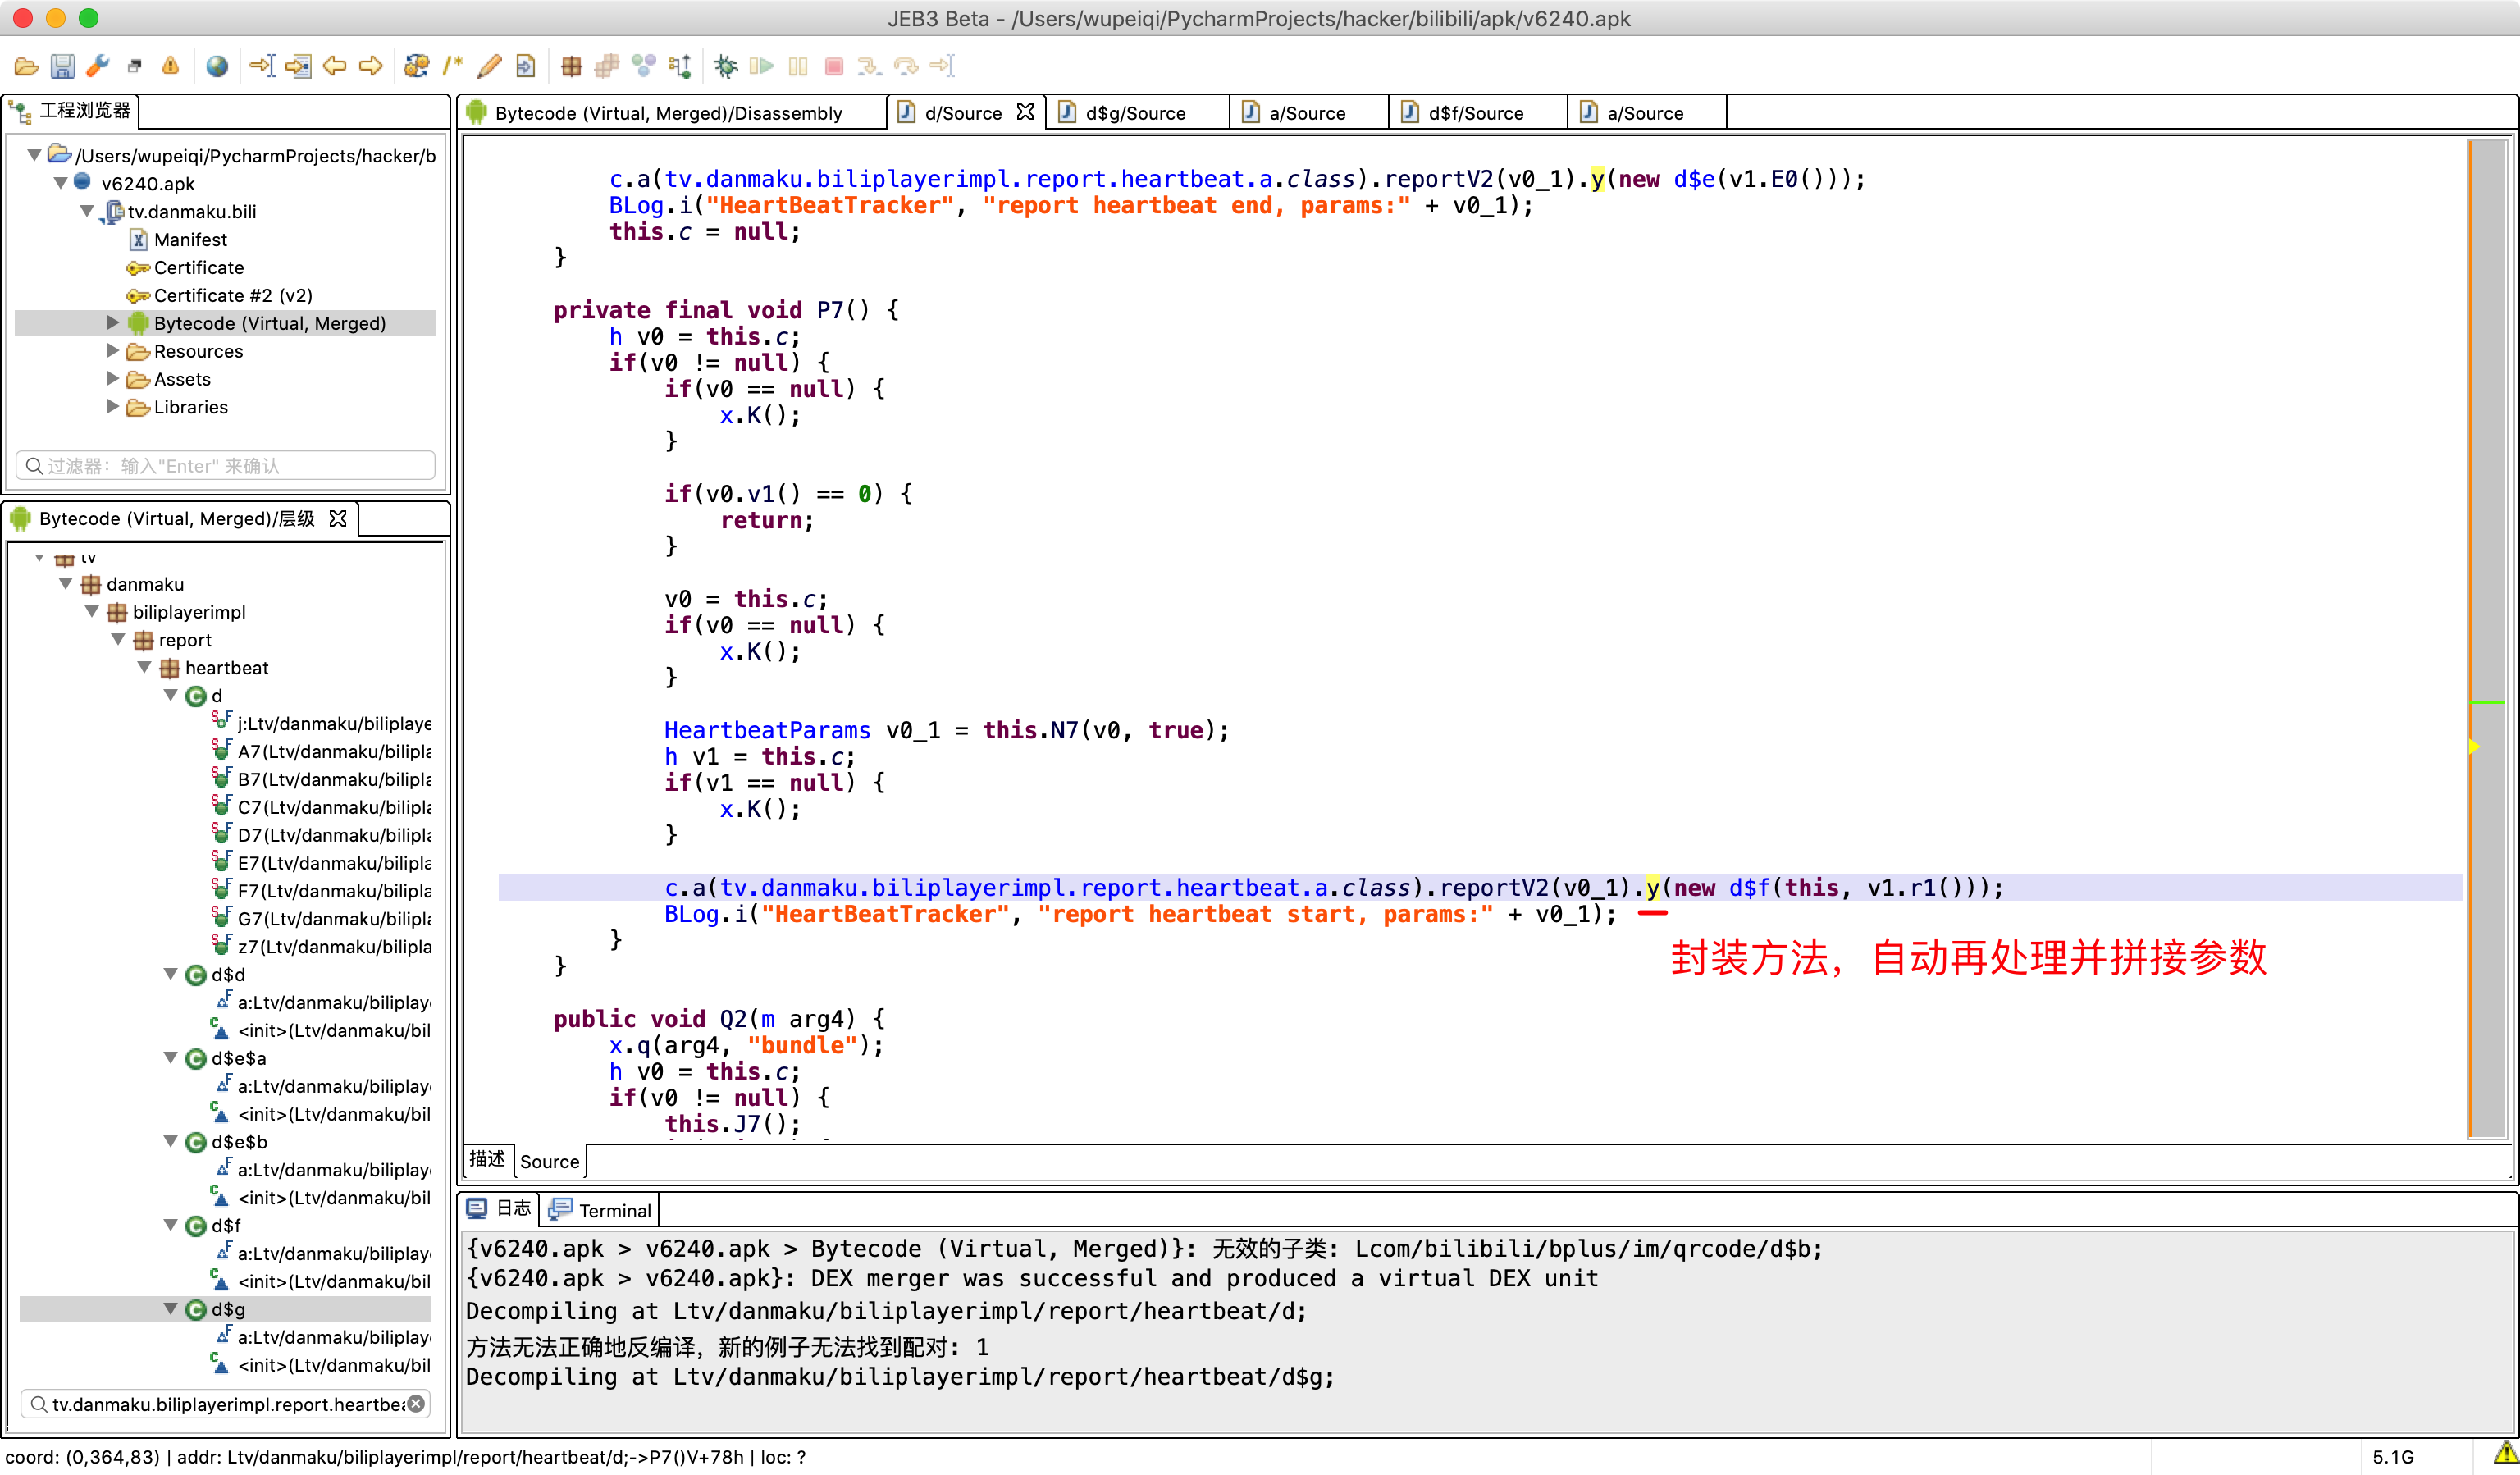 JEB3 Beta - /Users/wupeiqi/PycharmProjects/hacker/bilibili/apk/v6240.apk
工程浏览器
/Users/wupeiqi/PycharmProjects/hacker/b
v6240.apk
tv.danmaku.bili
Manifest
Certificate
Certificate #2 (v2)
Bytecode (Virtual, Merged)
Resources
Assets
Libraries
过滤器：输入"Enter" 来确认
Bytecode (Virtual, Merged)/层级
tv
danmaku
biliplayerimpl
report
heartbeat
d
j:Ltv/danmaku/biliplaye
A7(Ltv/danmaku/bilipla
B7(Ltv/danmaku/bilipla
C7(Ltv/danmaku/bilipla
D7(Ltv/danmaku/bilipla
E7(Ltv/danmaku/bilipla
F7(Ltv/danmaku/bilipla
G7(Ltv/danmaku/bilipla
z7(Ltv/danmaku/bilipla
d$d
a:Ltv/danmaku/biliplay
<init>(Ltv/danmaku/bil
d$e$a
a:Ltv/danmaku/biliplay
<init>(Ltv/danmaku/bil
d$e$b
a:Ltv/danmaku/biliplay
<init>(Ltv/danmaku/bil
d$f
a:Ltv/danmaku/biliplay
<init>(Ltv/danmaku/bil
d$g
a:Ltv/danmaku/biliplay
<init>(Ltv/danmaku/bil
tv.danmaku.biliplayerimpl.report.heartbea
Bytecode (Virtual, Merged)/Disassembly d/Source d$g/Source a/Source d$f/Source a/Source
c.a(tv.danmaku.biliplayerimpl.report.heartbeat.a.class).reportV2(v0_1).y(new d$e(v1.E0()));
BLog.i("HeartBeatTracker", "report heartbeat end, params:" + v0_1);
this.c = null;
}
private final void P7() {
h v0 = this.c;
if(v0 != null) {
if(v0 == null) {
x.K();
}
if(v0.v1() == 0) {
return;
}
v0 = this.c;
if(v0 == null) {
x.K();
}
HeartbeatParams v0_1 = this.N7(v0, true);
h v1 = this.c;
if(v1 == null) {
x.K();
}
c.a(tv.danmaku.biliplayerimpl.report.heartbeat.a.class).reportV2(v0_1).y(new d$f(this, v1.r1()));
BLog.i("HeartBeatTracker", "report heartbeat start, params:" + v0_1);
}
封装方法，自动再处理并拼接参数
}
public void Q2(m arg4) {
x.q(arg4, "bundle");
h v0 = this.c;
if(v0 != null) {
this.J7();
描述 Source
日志 Terminal
{v6240.apk > v6240.apk > Bytecode (Virtual, Merged)}: 无效的子类: Lcom/bilibili/bplus/im/qrcode/d$b;
{v6240.apk > v6240.apk}: DEX merger was successful and produced a virtual DEX unit
Decompiling at Ltv/danmaku/biliplayerimpl/report/heartbeat/d;
方法无法正确地反编译，新的例子无法找到配对: 1
Decompiling at Ltv/danmaku/biliplayerimpl/report/heartbeat/d$g;
coord: (0,364,83) | addr: Ltv/danmaku/biliplayerimpl/report/heartbeat/d;->P7()V+78h | loc: ?
5.1G